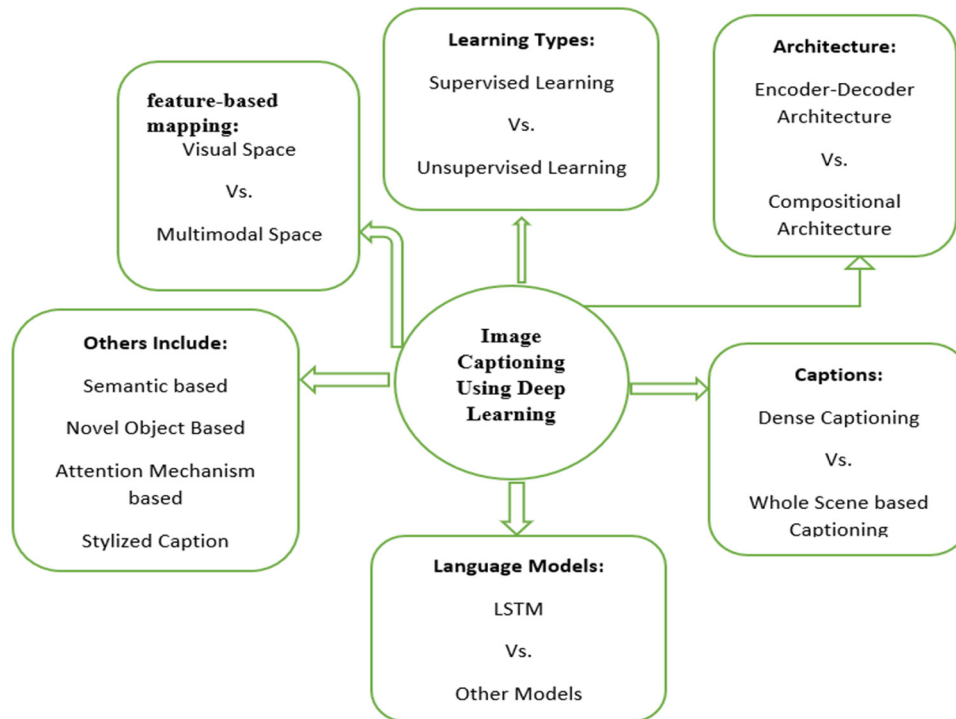 Learning Types:
Supervised Learning
Vs.
Unsupervised Learning
Architecture:
Encoder-Decoder
Architecture
Vs.
Compositional
Architecture
feature-based
mapping:
Visual Space
Vs.
Multimodal Space
Image
Captioning
Using Deep
Learning
Others Include:
Semantic based
Novel Object Based
Attention Mechanism
based
Stylized Caption
Captions:
Dense Captioning
Vs.
Whole Scene based
Captioning
Language Models:
LSTM
Vs.
Other Models